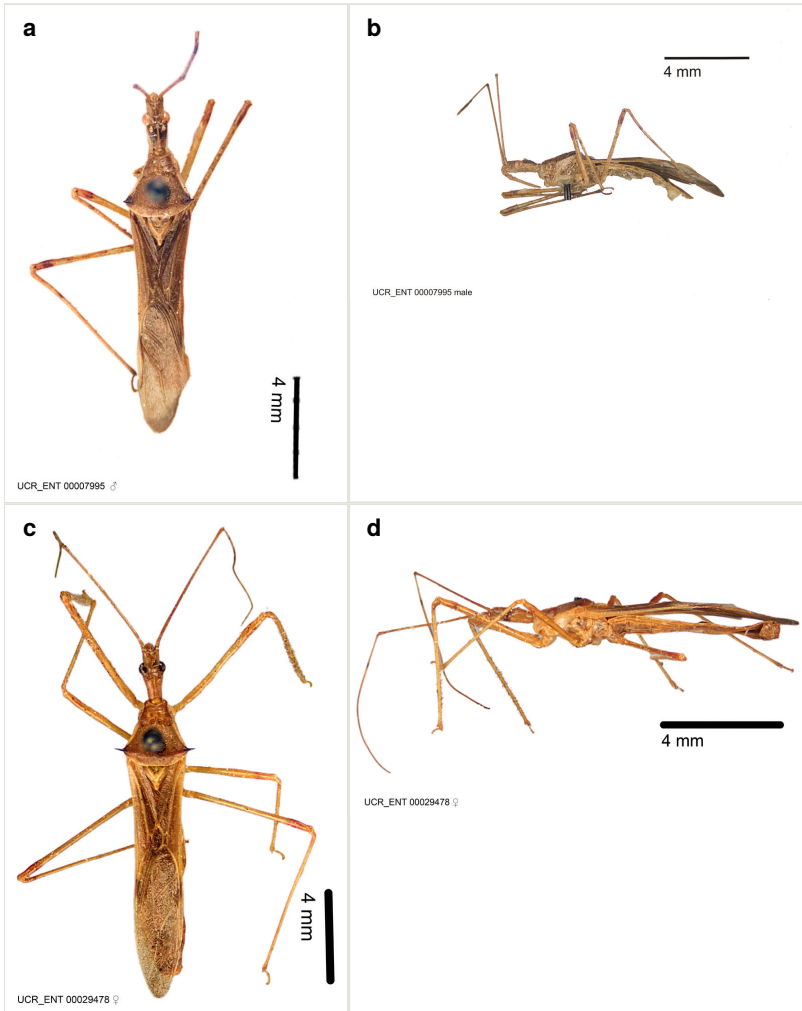 a
b
4 mm
4 mm
UCR_ENT 00007995 male
UCR_ENT 00007995 ♂
c
d
4 mm
4 mm
UCR_ENT 00029478 ♀
UCR_ENT 00029478 ♀